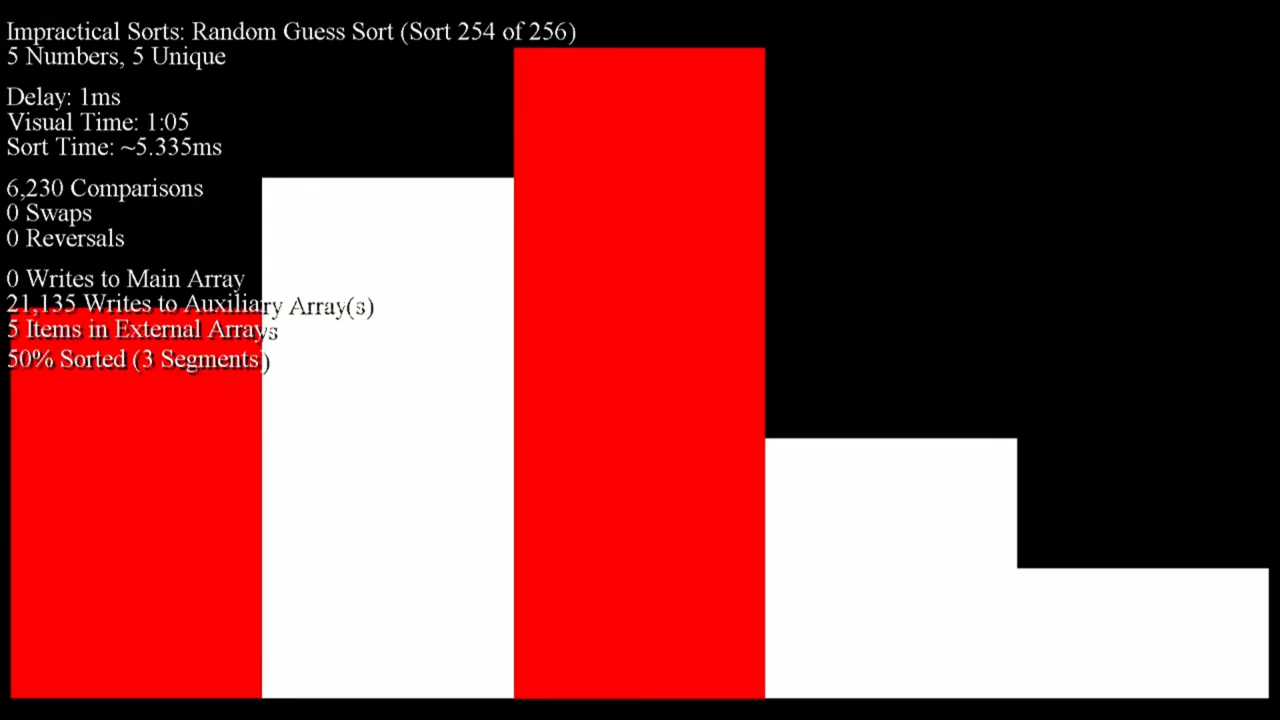 Impractical Sorts: Random Guess Sort (Sort 254 of 256)
5 Numbers, 5 Unique
Delay: 1ms
Visual Time: 1:05
Sort Time: ~5.335ms
6,230 Comparisons
0 Swaps
0 Reversals
0 Writes to Main Array
21,135 Writes to Auxiliary Array(s)
5 Items in External Arrays
50% Sorted (3 Segments)